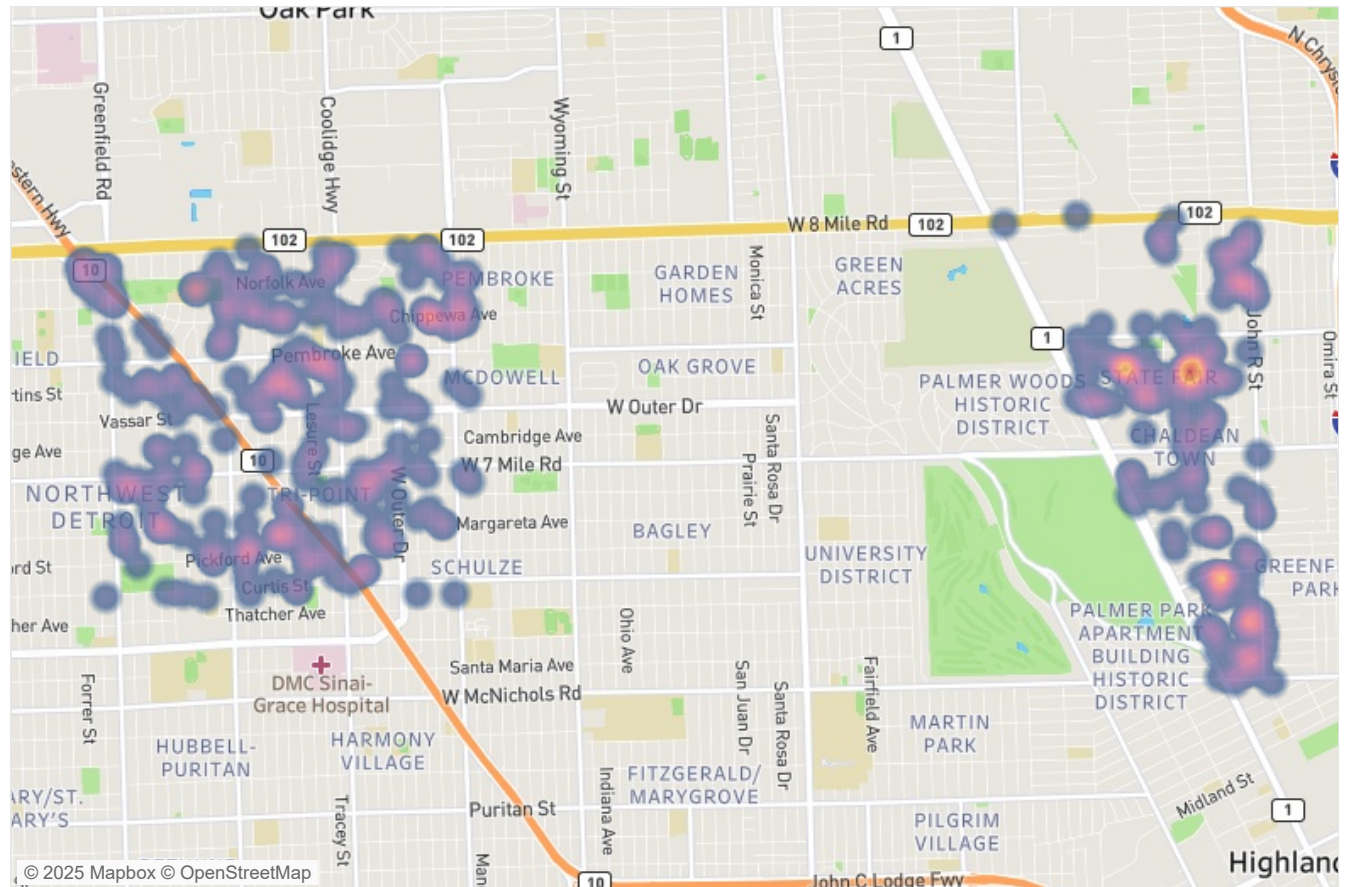 Oak Park
1
N Chrys
Greenfield Rd
Coolidge Hwy
Wyoming St
stern Hwy
102
W 8 Mile Rd
102
102
102
10
Norfolk Ave
PEMBROKE
GARDEN
HOMES
Monica St
GREEN
ACRES
Chippewa Ave
John R St
Omira St
1
IELD
Pembroke Ave
MCDOWELL
OAK GROVE
PALMER WOODS
HISTORIC
DISTRICT
STATE FAIR
tins St
Vassar St
Lesure St
W Outer Dr
Santa Rosa Dr
Cambridge Ave
CHALDEAN
TOWN
ge Ave
10
W 7 Mile Rd
Prairie St
NORTHWEST
DETROIT
TRI-POINT
W Outer Dr
Margareta Ave
BAGLEY
UNIVERSITY
DISTRICT
ord St
Pickford Ave
SCHULZE
GREENF
PARK
Curtis St
Thatcher Ave
her Ave
Ohio Ave
PALMER PARK
APARTMENT
BUILDING
HISTORIC
DISTRICT
DMC Sinai-
Grace Hospital
Santa Maria Ave
W McNichols Rd
Forrer St
San Juan Dr
Santa Rosa Dr
Fairfield Ave
HUBBELL-
PURITAN
HARMONY
VILLAGE
MARTIN
PARK
FITZGERALD/
MARYGROVE
ARY/ST.
ARY'S
Tracey St
Puritan St
Indiana Ave
Midland St
1
PILGRIM
VILLAGE
Man
Highland
10
John C Lodge Fwy
© 2025 Mapbox © OpenStreetMap